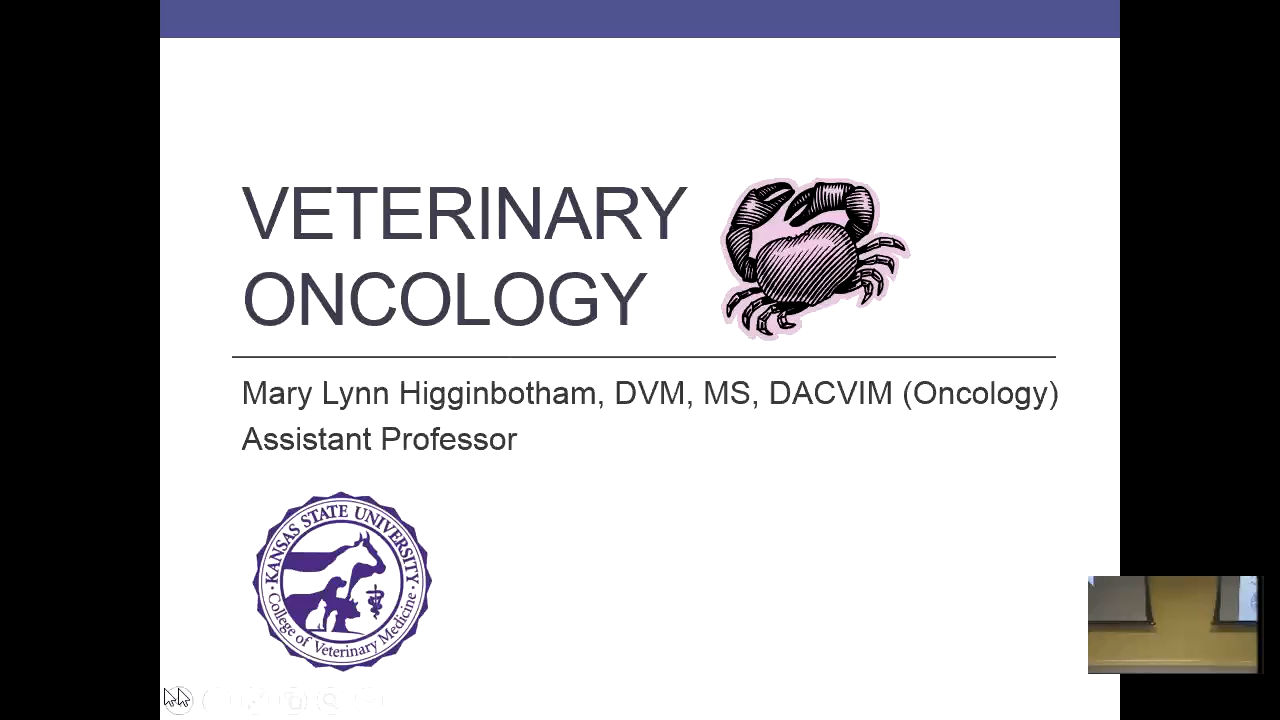 VETERINARY
ONCOLOGY
Mary Lynn Higginbotham, DVM, MS, DACVIM (Oncology)
Assistant Professor
KANSAS STATE UNIVERSITY
College of Veterinary Medicine